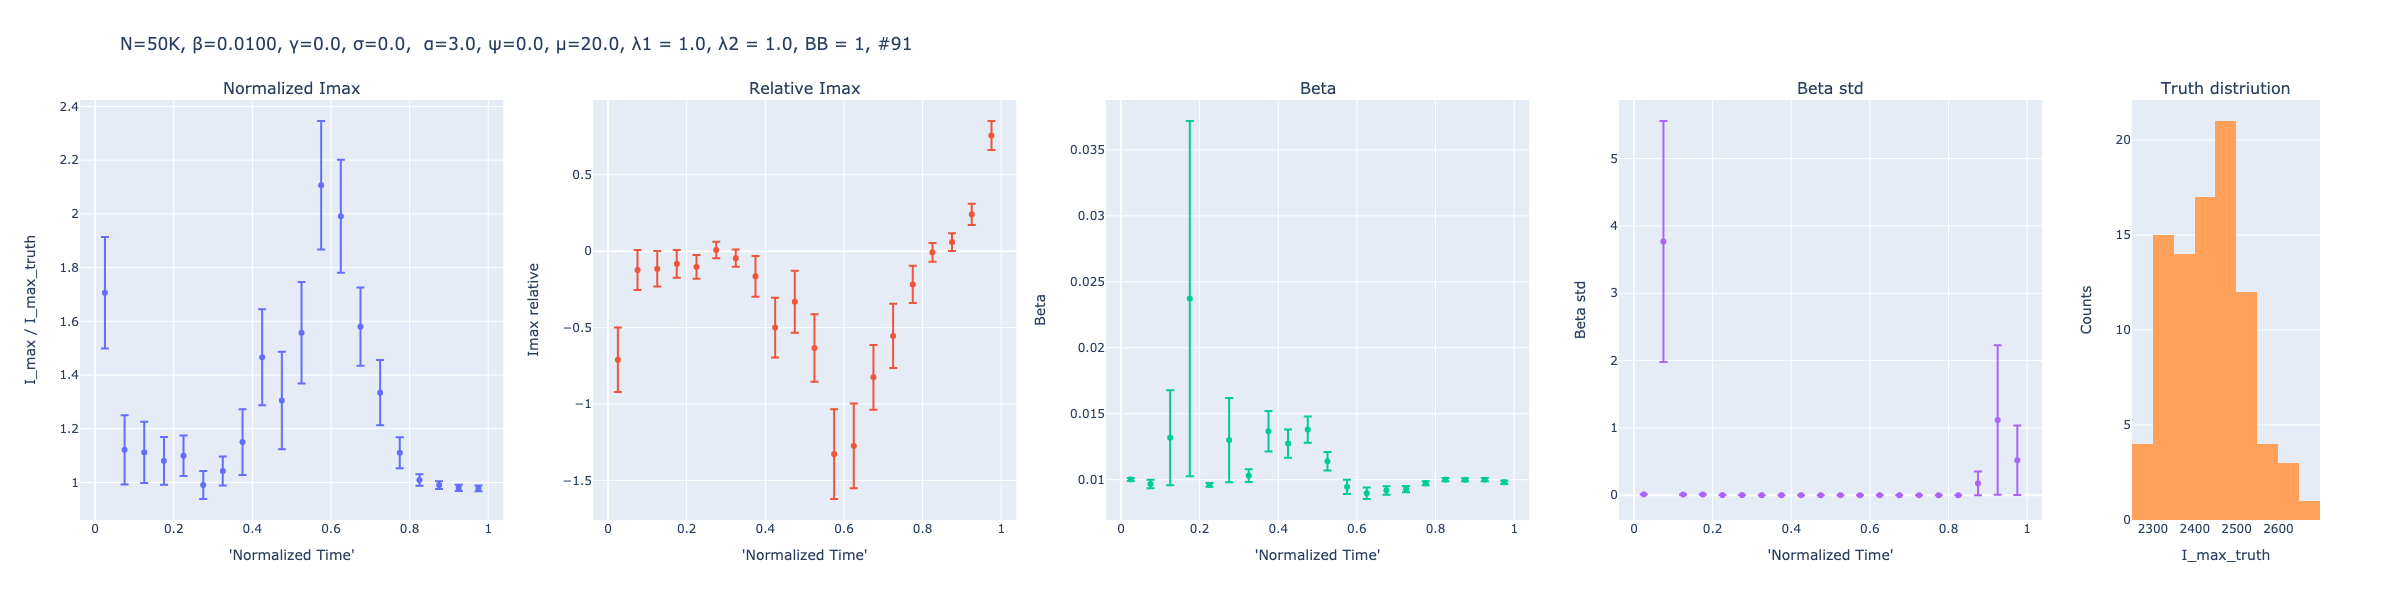 N=50K, β=0.0100, γ=0.0, σ=0.0,  α=3.0, ψ=0.0, μ=20.0, λ1 = 1.0, λ2 = 1.0, BB = 1, #91
Normalized Imax
2.4
2.2
2
1.8
1.6
1.4
1.2
1
0 0.2 0.4 0.6 0.8 1
I_max / I_max_truth
'Normalized Time'
Relative Imax
0.5
0
−0.5
−1
−1.5
0 0.2 0.4 0.6 0.8 1
Imax relative
'Normalized Time'
Beta
0.035
0.03
0.025
0.02
0.015
0.01
0 0.2 0.4 0.6 0.8 1
Beta
'Normalized Time'
Beta std
5
4
3
2
1
0
0 0.2 0.4 0.6 0.8 1
Beta std
'Normalized Time'
Truth distriution
20
15
10
5
0
2300 2400 2500 2600
Counts
I_max_truth